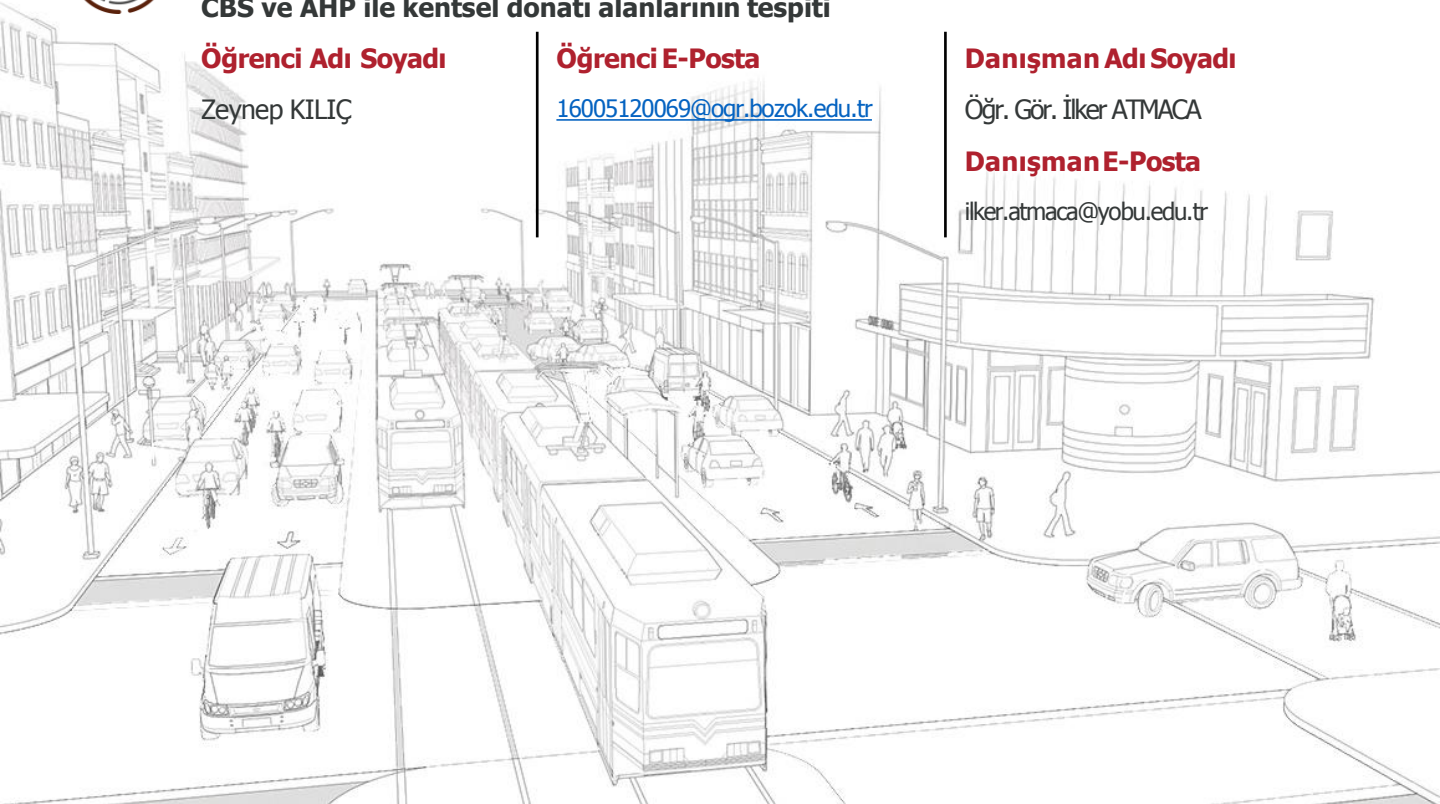 CBS ve AHP ile kentsel donatı alanlarının tespiti
Öğrenci Adı Soyadı
Zeynep KILIÇ
Öğrenci E-Posta
16005120069@ogr.bozok.edu.tr
Danışman Adı Soyadı
Öğr. Gör. İlker ATMACA
Danışman E-Posta
ilker.atmaca@yobu.edu.tr